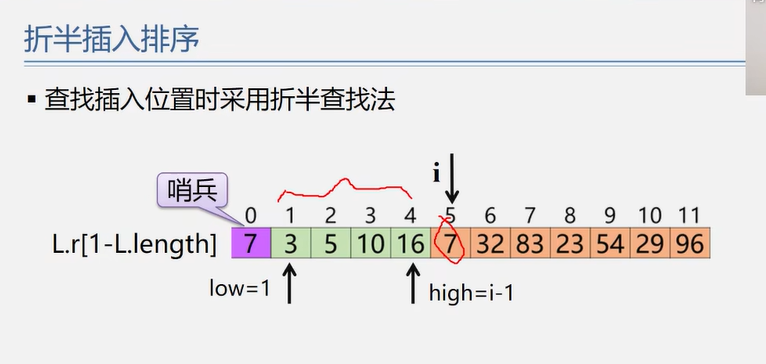 折半插入排序
▪ 查找插入位置时采用折半查找法
i
哨兵
0 1 2 3 4 5 6 7 8 9 10 11
L.r[1-L.length] 7 3 5 10 16 7 32 83 23 54 29 96
low=1
high=i-1